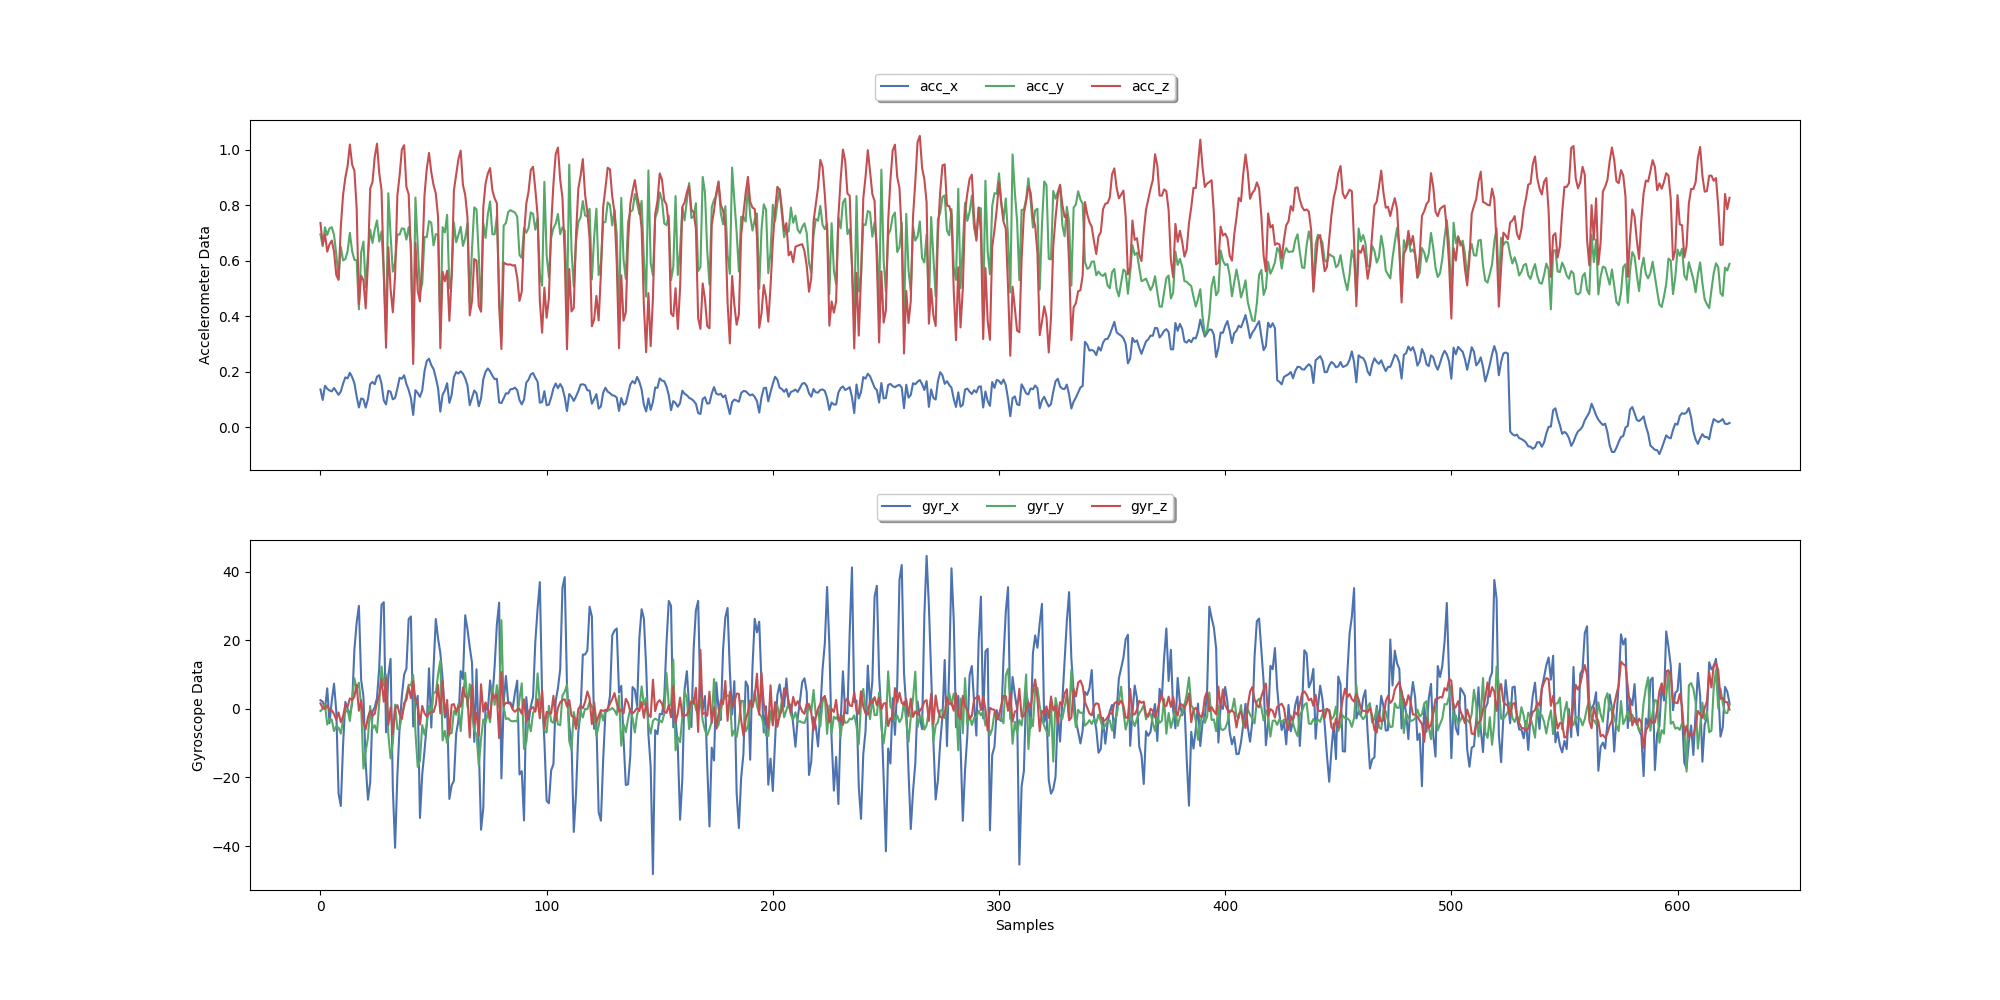 acc_x acc_y acc_z
1.0
0.8
0.6
0.4
0.2
0.0
Accelerometer Data
gyr_x gyr_y gyr_z
40
20
0
−20
−40
Gyroscope Data
0 100 200 300 400 500 600
Samples